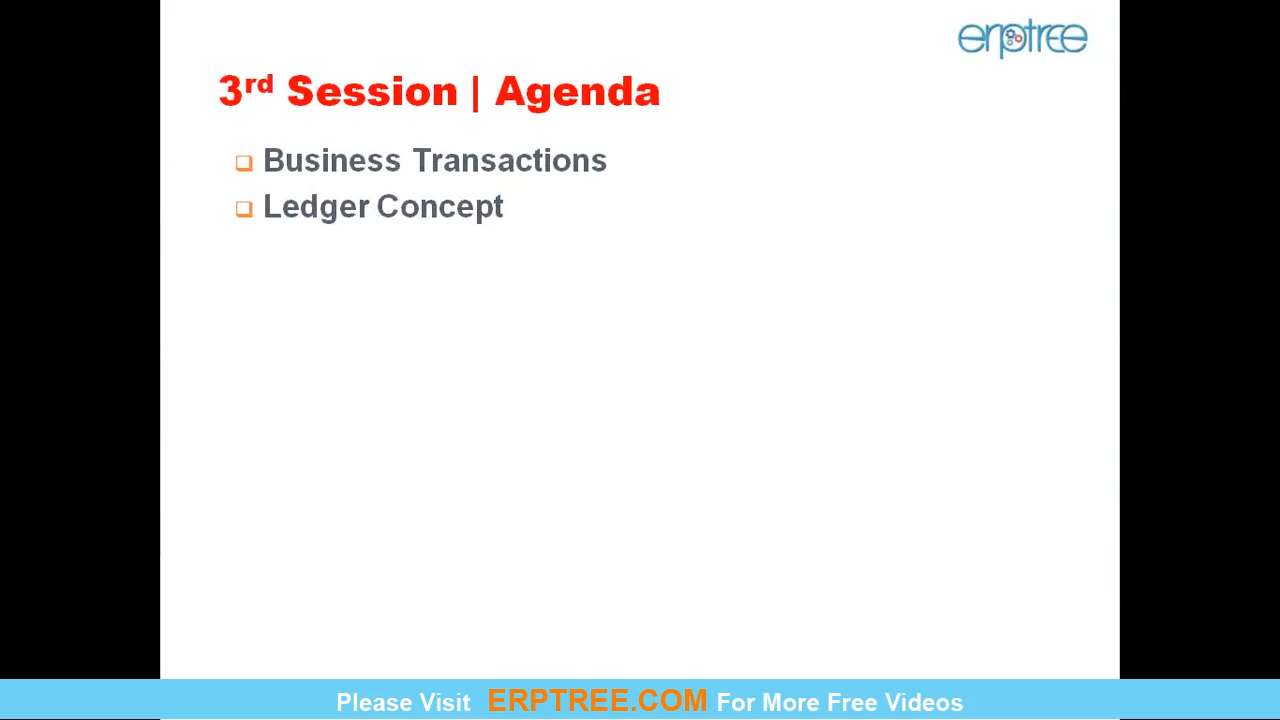 erptree
3rd Session | Agenda
Business Transactions
Ledger Concept
Please Visit ERPTREE.COM For More Free Videos